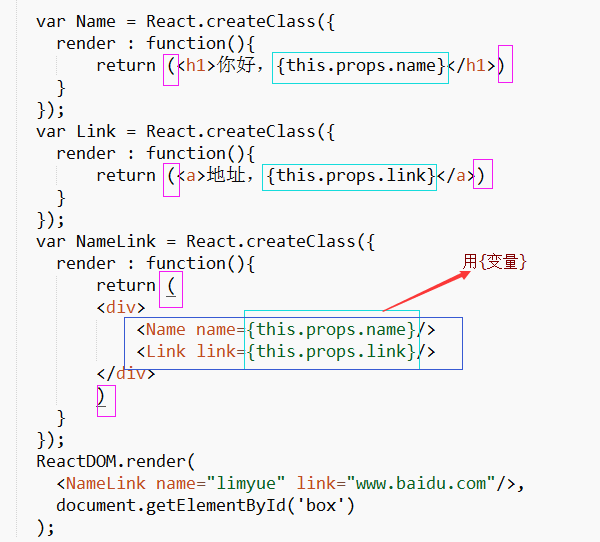 var Name = React.createClass({
  render : function(){
      return (<h1>你好，{this.props.name}</h1>)
  }
});
var Link = React.createClass({
  render : function(){
      return (<a>地址，{this.props.link}</a>)
  }
});
var NameLink = React.createClass({
  render : function(){
      return (
      <div>
          <Name name={this.props.name}/>
          <Link link={this.props.link}/>
      </div>
      )
  }
});
用{变量}
ReactDOM.render(
  <NameLink name="limyue" link="www.baidu.com"/>,
  document.getElementById('box')
);